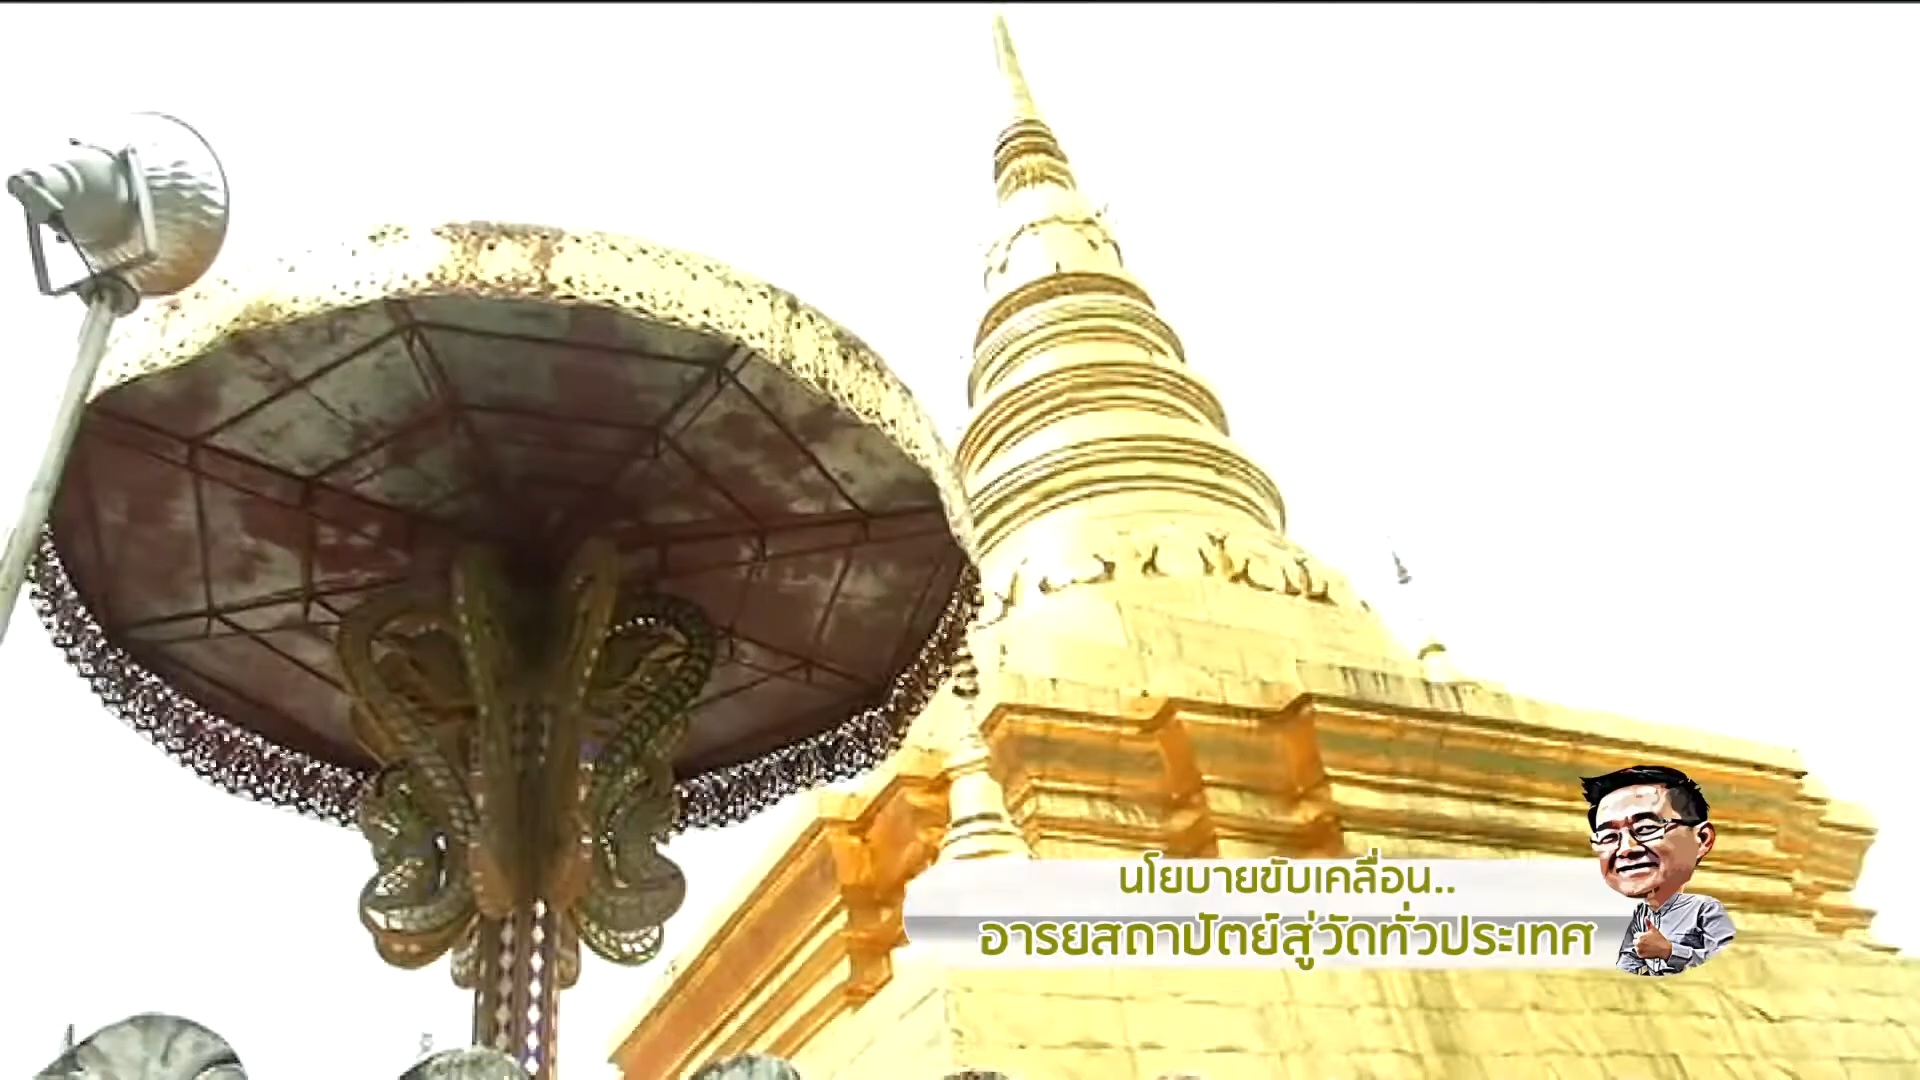 นโยบายขับเคลื่อน..
อารยสถาปัตย์สู่วัดทั่วประเทศ